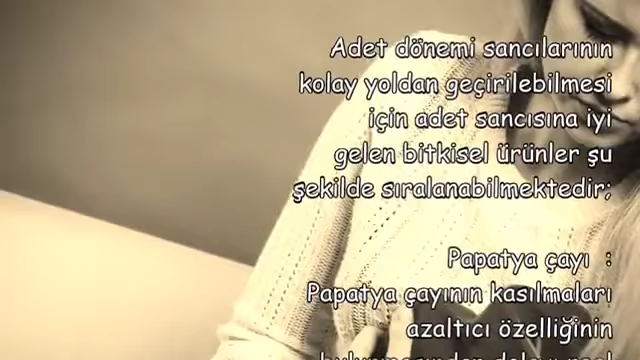 Adet dönemi sancılarının
kolay yoldan geçirilebilmesi
için adet sancısına iyi
gelen bitkisel ürünler şu
şekilde sıralanabilmektedir;
Papatya çayı :
Papatya çayının kasılmaları
azaltıcı özelliğinin